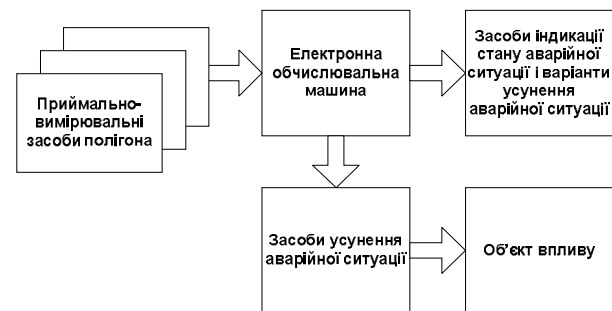 Приймально-
вимірювальні
засоби полігона
Електронна
обчислювальна
машина
Засоби індикації
стану аварійної
ситуації і варіанти
усунення
аварійної ситуації
Засоби усунення
аварійної ситуації
Об’єкт впливу